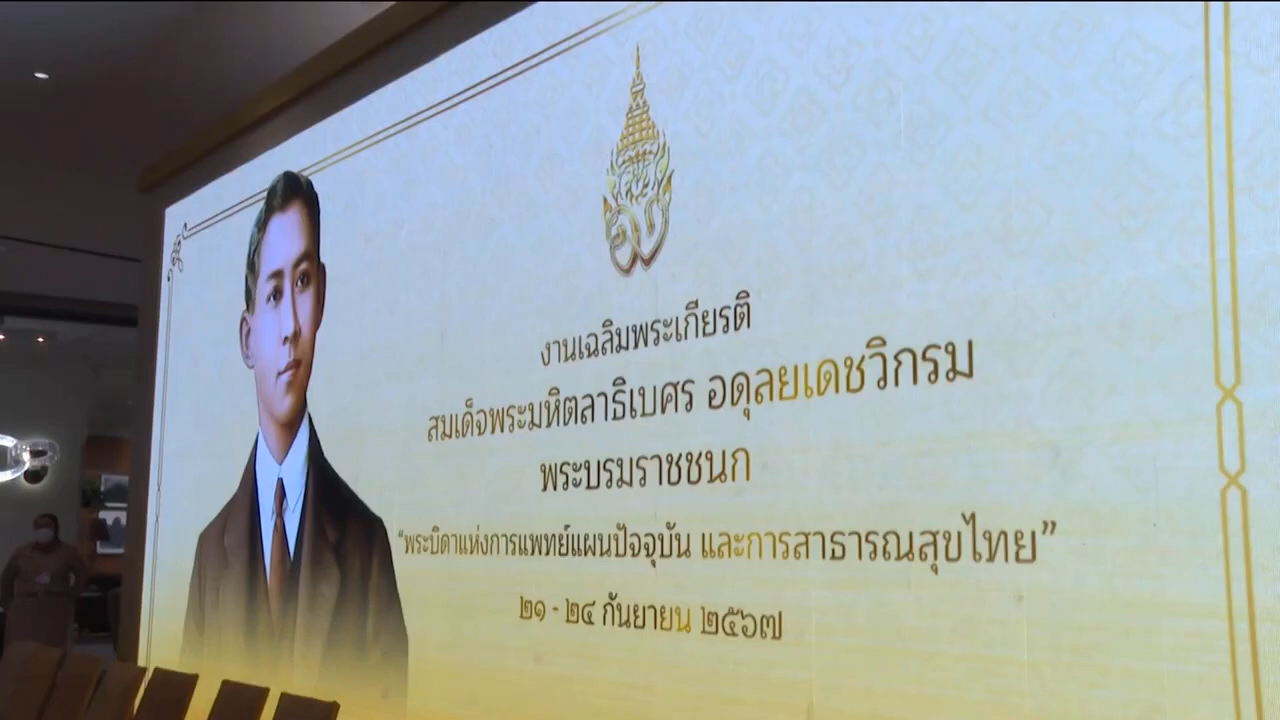 งานเฉลิมพระเกียรติ
สมเด็จพระมหิตลาธิเบศร อดุลยเดชวิกรม
พระบรมราชชนก
“พระบิดาแห่งการแพทย์แผนปัจจุบัน และการสาธารณสุขไทย”
๒๑ - ๒๔ กันยายน ๒๕๖๗